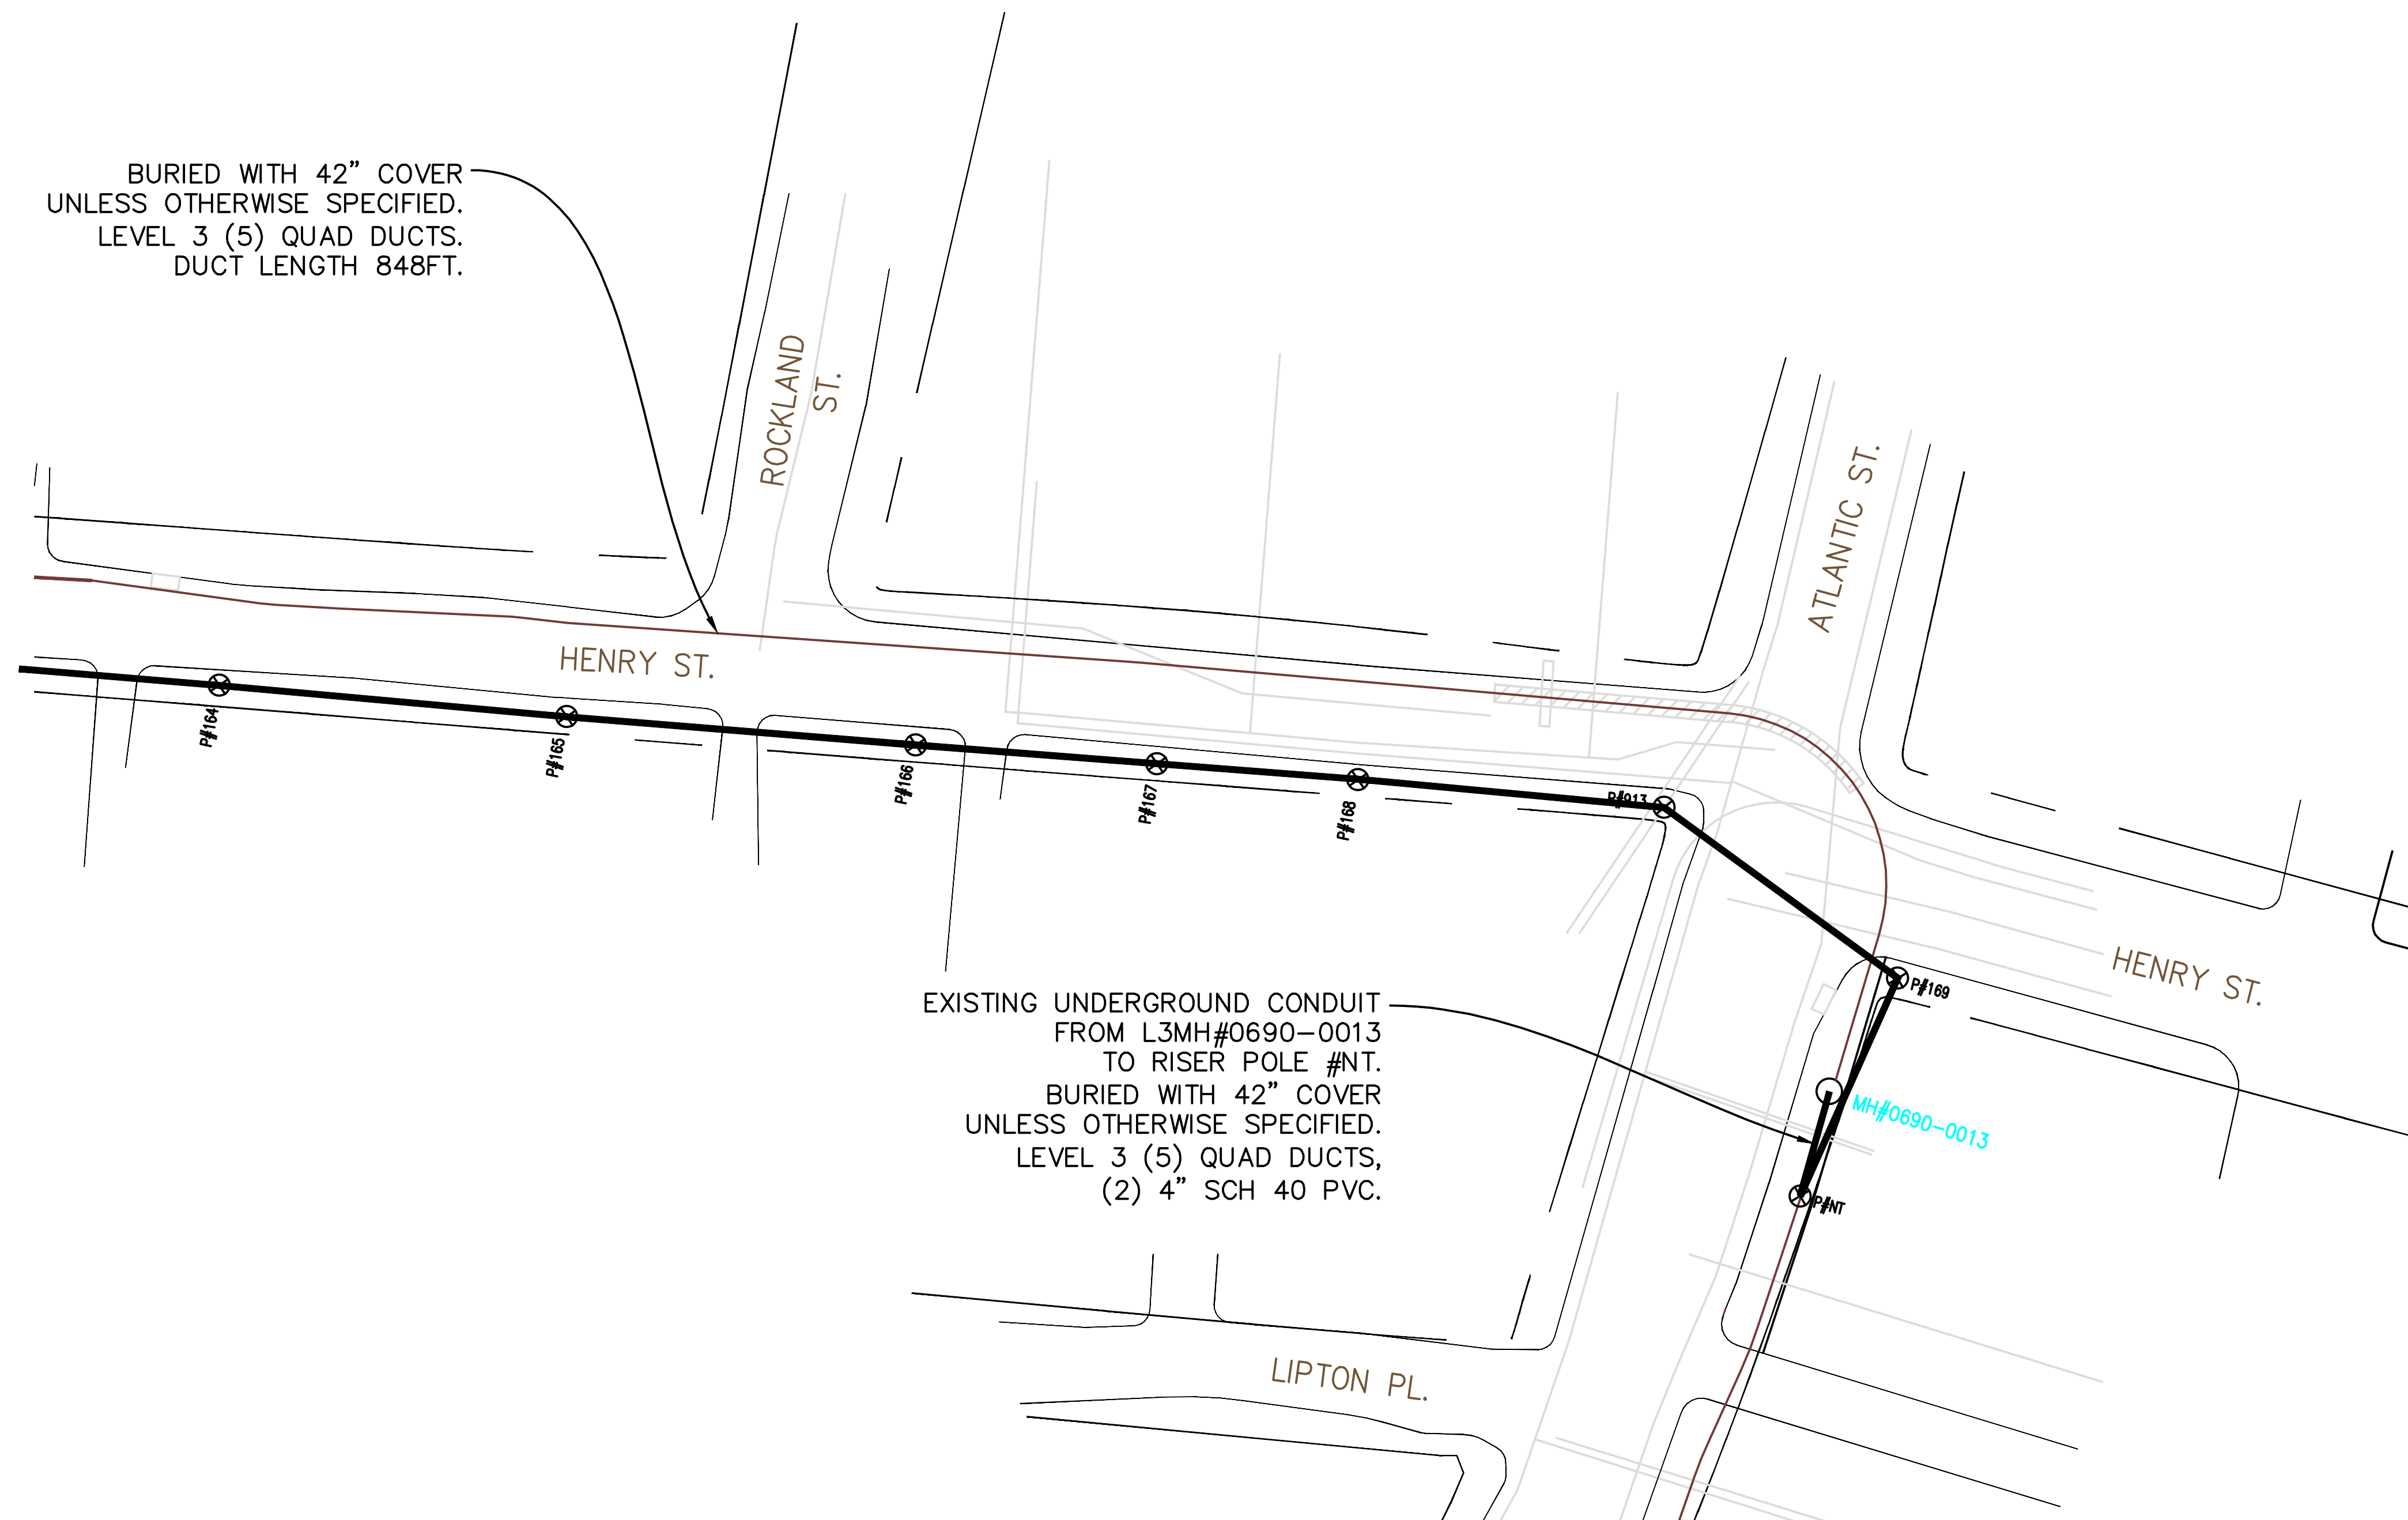 BURIED WITH 42” COVER
UNLESS OTHERWISE SPECIFIED.
LEVEL 3 (5) QUAD DUCTS.
DUCT LENGTH 848FT.
ROCKLAND
ST.
ATLANTIC ST.
HENRY ST.
P#164
P#165
P#166
P#167
P#168
P#913
HENRY ST.
P#169
EXISTING UNDERGROUND CONDUIT
FROM L3MH#0690-0013
TO RISER POLE #NT.
BURIED WITH 42” COVER
UNLESS OTHERWISE SPECIFIED.
LEVEL 3 (5) QUAD DUCTS,
(2) 4” SCH 40 PVC.
MH#0690-0013
P#NT
LIPTON PL.